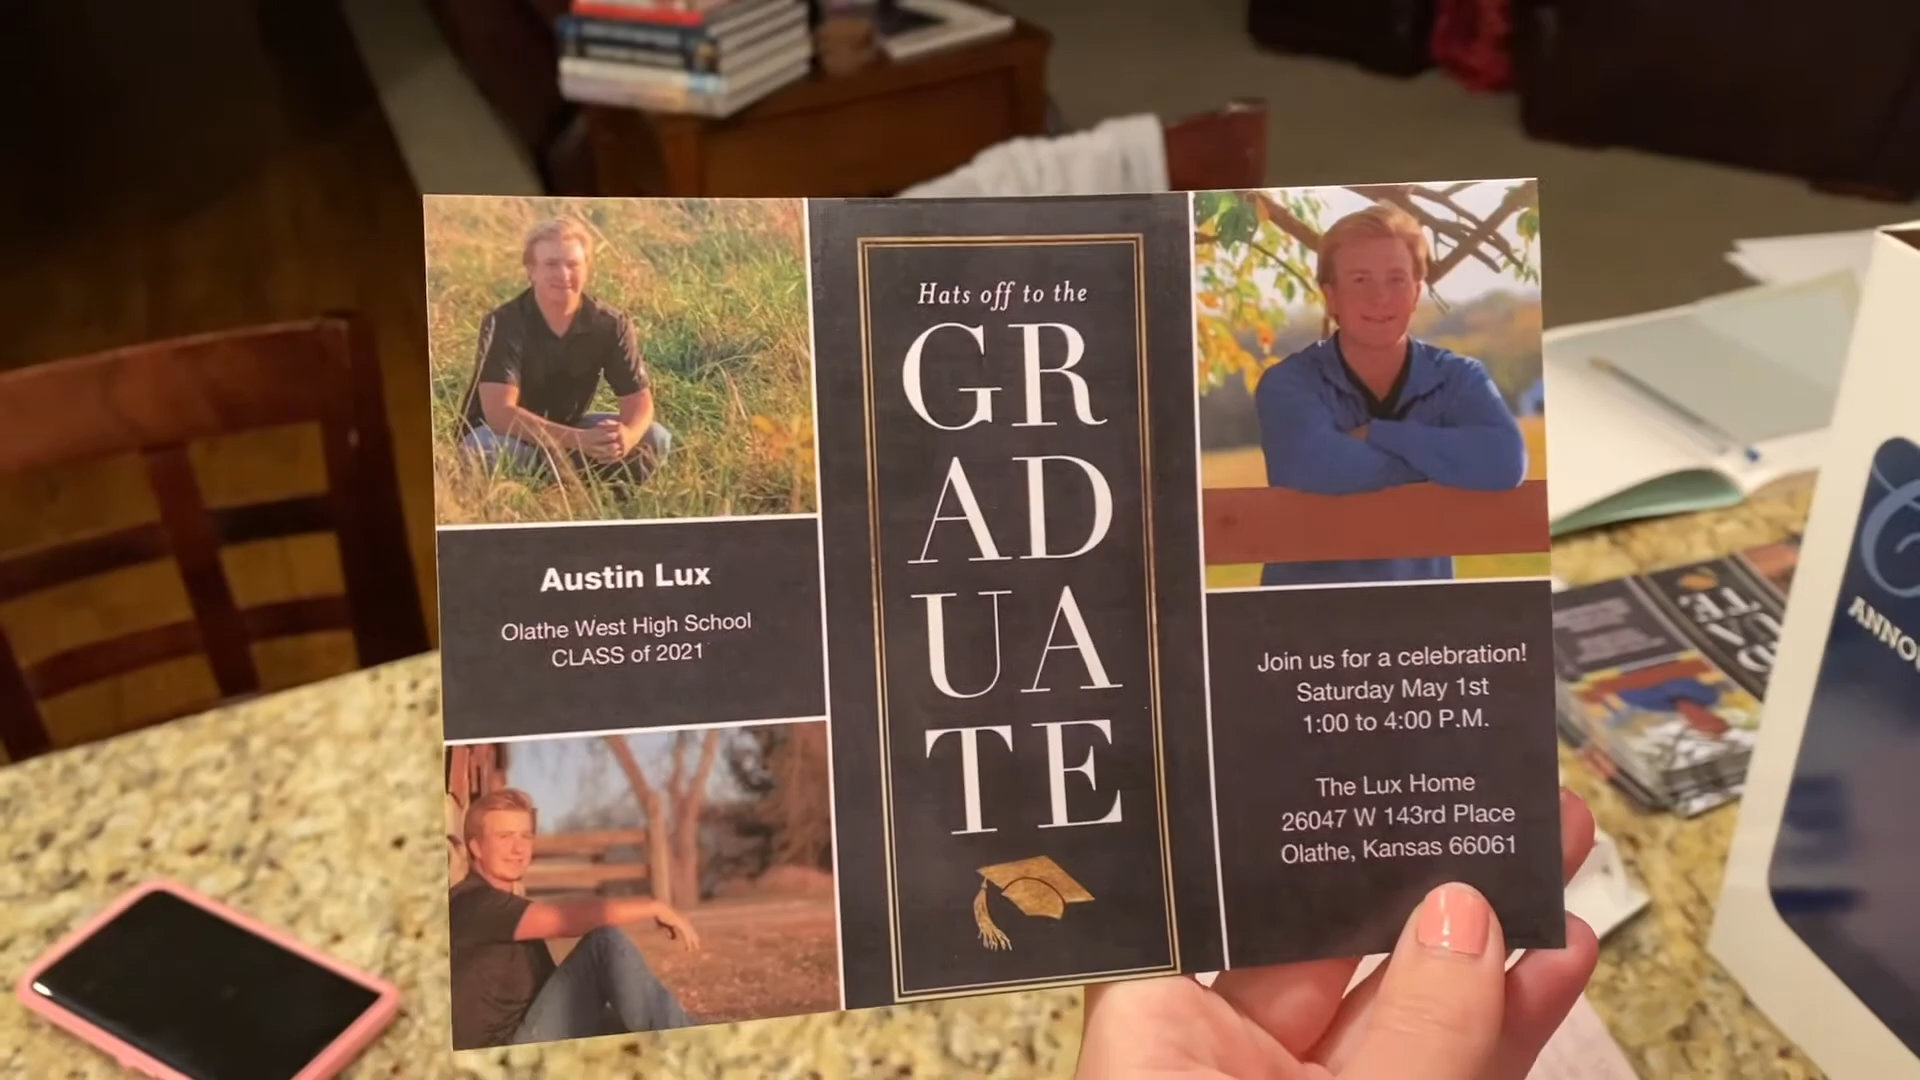 Austin Lux
Olathe West High School
CLASS of 2021
Hats off to the
GR
AD
UA
TE
Join us for a celebration!
Saturday May 1st
1:00 to 4:00 P.M.
The Lux Home
26047 W 143rd Place
Olathe, Kansas 66061
ANNO